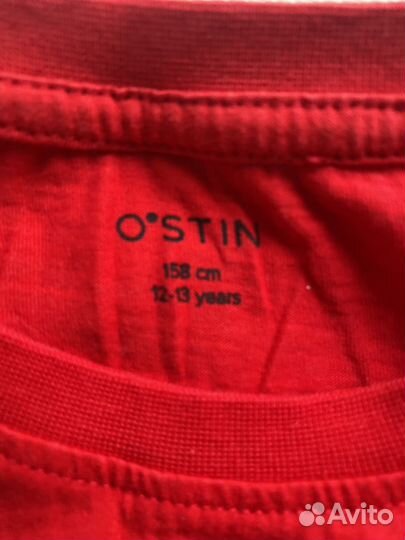 O'STIN
158 cm
12-13 years
Avito